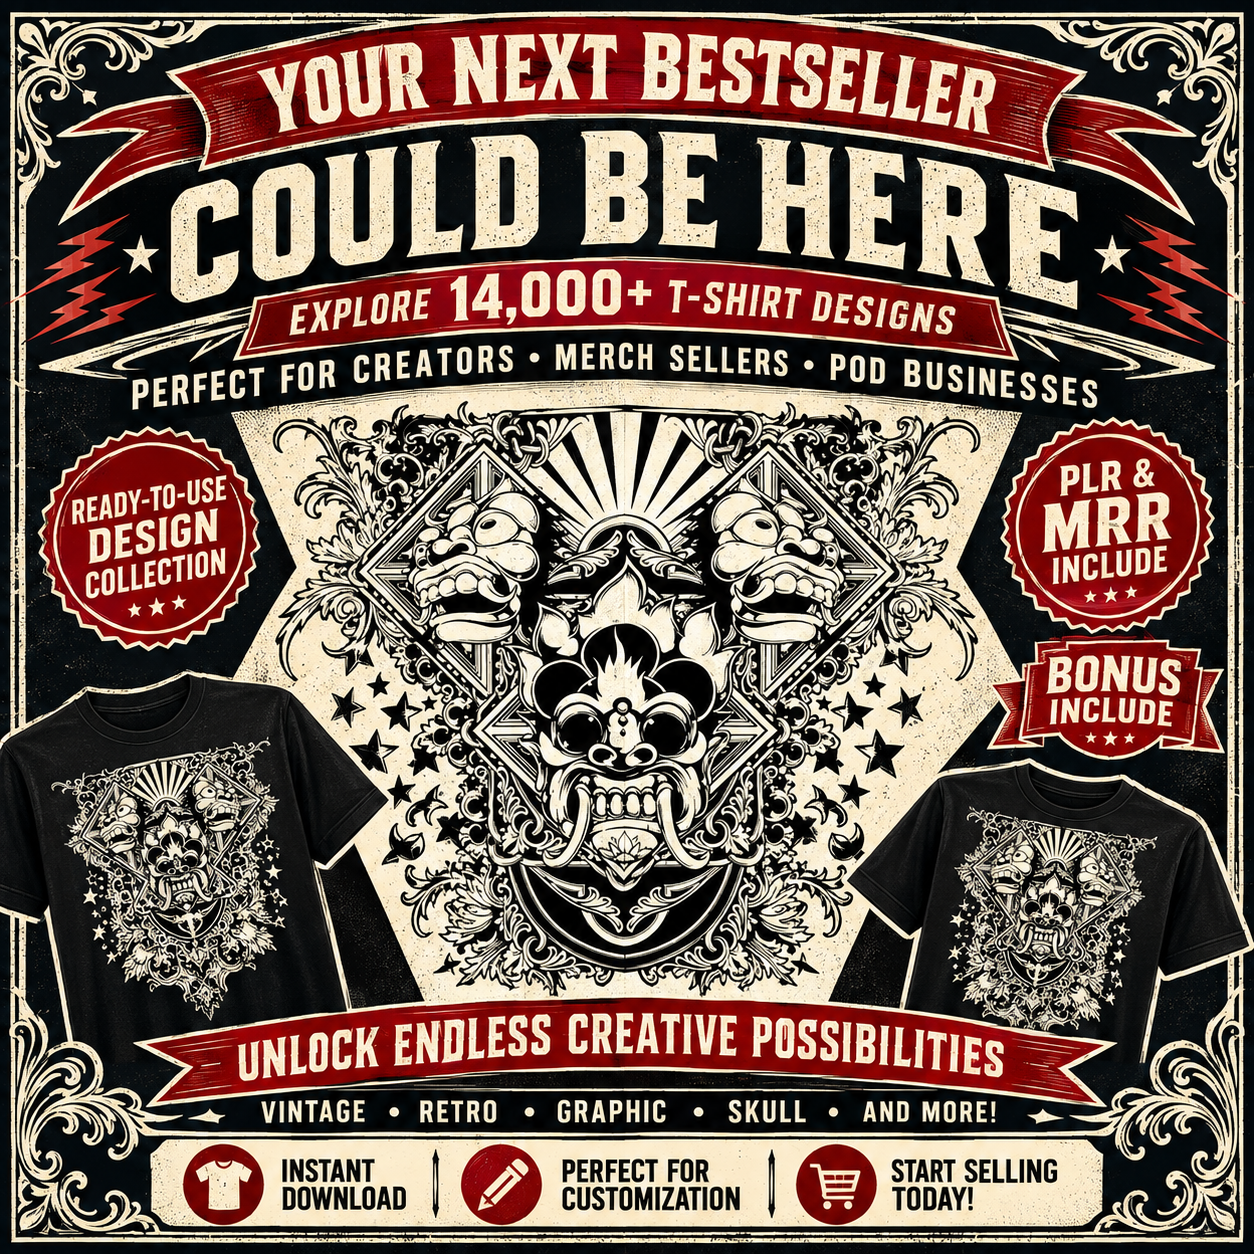 YOUR NEXT BESTSELLER
COULD BE HERE
EXPLORE 14,000+ T-SHIRT DESIGNS
PERFECT FOR CREATORS • MERCH SELLERS • POD BUSINESSES
READY-TO-USE
DESIGN
COLLECTION
PLR &
MRR
INCLUDE
BONUS
INCLUDE
UNLOCK ENDLESS CREATIVE POSSIBILITIES
VINTAGE • RETRO • GRAPHIC • SKULL • AND MORE!
INSTANT
DOWNLOAD
PERFECT FOR
CUSTOMIZATION
START SELLING
TODAY!